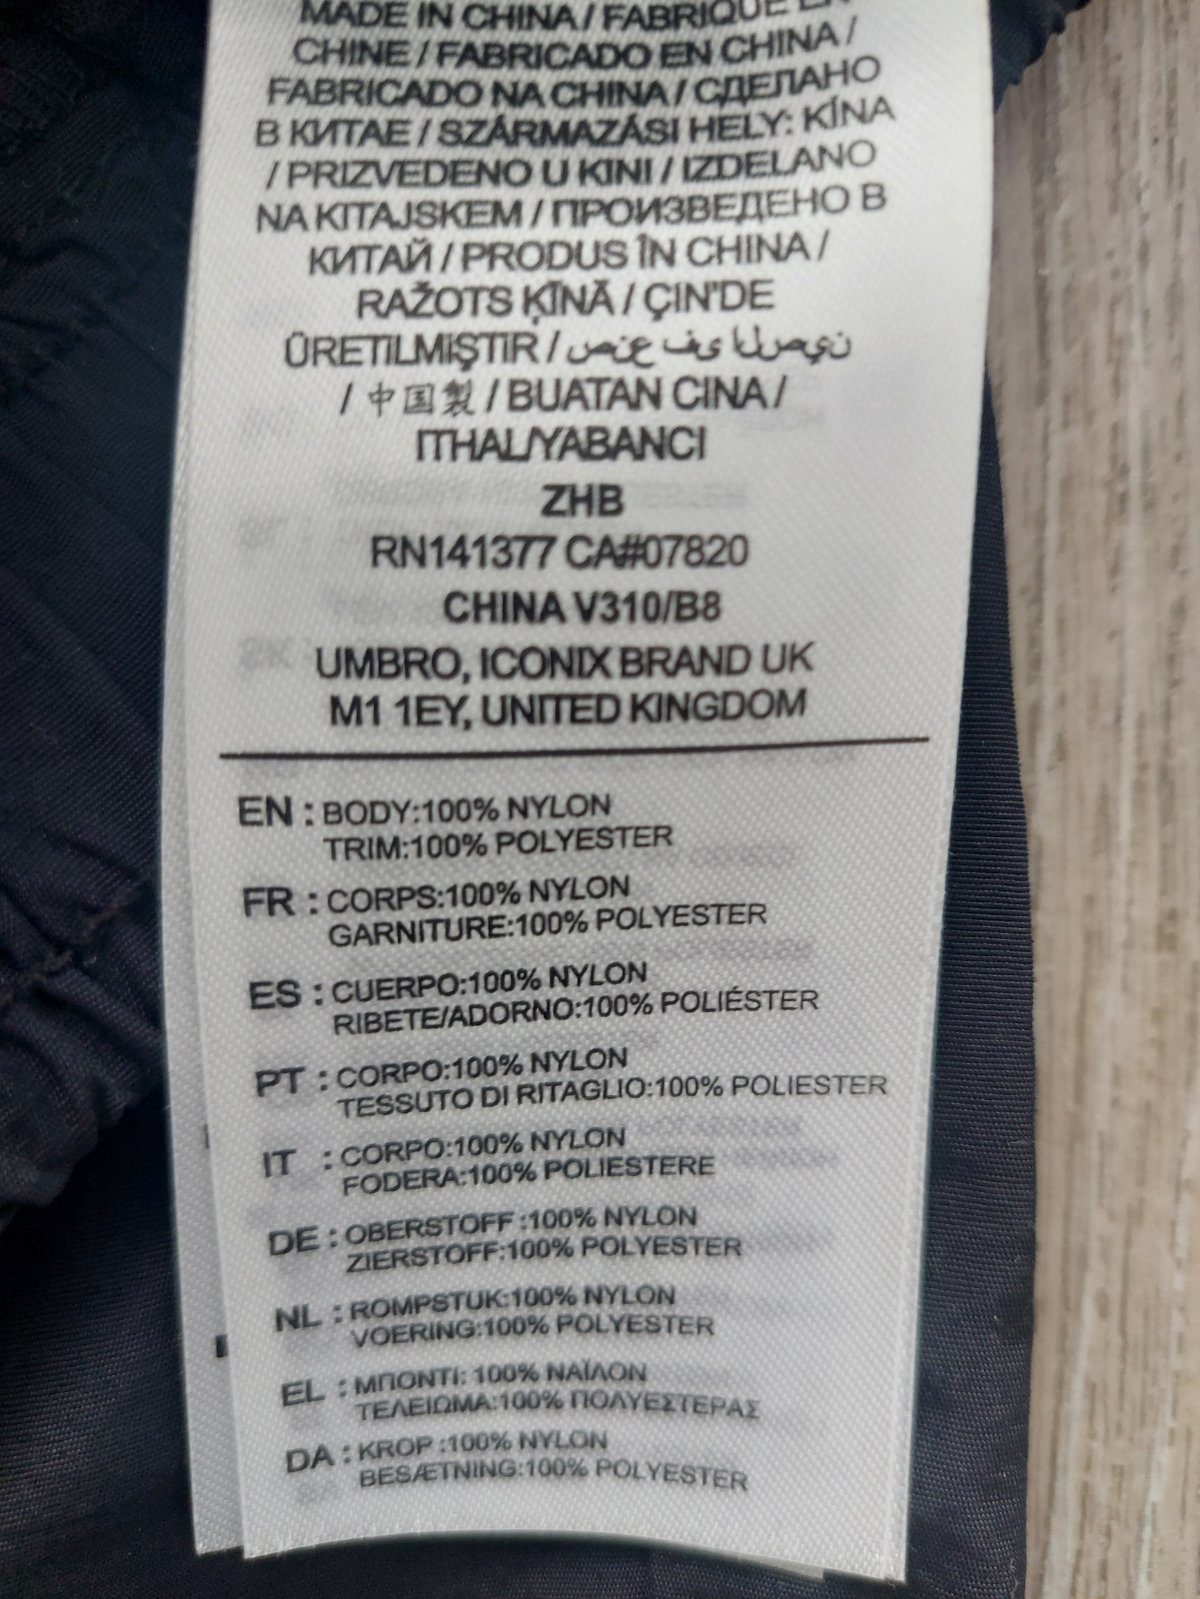 MADE IN CHINA / FABRIQUÉ EN
CHINE / FABRICADO EN CHINA /
FABRICADO NA CHINA / СДЕЛАНО
В КИТАЕ / SZÁRMAZÁSI HELY: KÍNA
/ PRIZVEDENO U KINI / IZDELANO
NA KITAJSKEM / ПРОИЗВЕДЕНО В
КИТАЙ / PRODUS ÎN CHINA /
RAŽOTS ĶĪNĀ / ÇIN'DE
ÜRETILMIŞTIR / صنع فى الصين
/ 中国製 / BUATAN CINA /
ITHAL/YABANCI
ZHB
RN141377 CA#07820
CHINA V310/B8
UMBRO, ICONIX BRAND UK
M1 1EY, UNITED KINGDOM
EN : BODY:100% NYLON
TRIM:100% POLYESTER
FR : CORPS:100% NYLON
GARNITURE:100% POLYESTER
ES : CUERPO:100% NYLON
RIBETE/ADORNO:100% POLIÉSTER
PT : CORPO:100% NYLON
TESSUTO DI RITAGLIO:100% POLIESTER
IT : CORPO:100% NYLON
FODERA:100% POLIESTERE
DE : OBERSTOFF :100% NYLON
ZIERSTOFF:100% POLYESTER
NL : ROMPSTUK:100% NYLON
VOERING:100% POLYESTER
EL : ΜΠΟΝΤΙ: 100% ΝΑΪΛΟΝ
ΤΕΛΕΙΩΜΑ:100% ΠΟΛΥΕΣΤΕΡΑΣ
DA : KROP :100% NYLON
BESÆTNING:100% POLYESTER